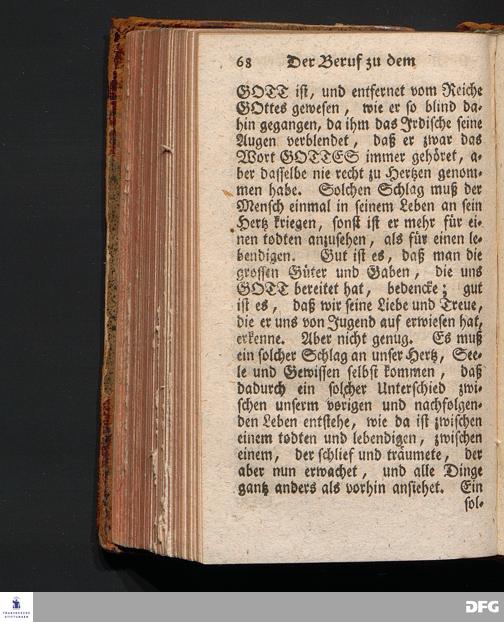 68 Der Beruf zu dem
GOTT ist, und entfernet vom Reiche
GOttes gewesen, wie er so blind da-
hin gegangen, da ihm das Irdische seine
Augen verblendet, daß er zwar das
Wort GOTTES immer gehöret, a-
ber dasselbe nie recht zu Hertzen genom-
men habe. Solchen Schlag muß der
Mensch einmal in seinem Leben an sein
Hertz kriegen, sonst ist er mehr für ei-
nen todten anzusehen, als für einen le-
bendigen. Gut ist es, daß man die
grossen Güter und Gaben, die uns
GOTT bereitet hat, bedencke; gut
ist es, daß wir seine Liebe und Treue,
die er uns von Jugend auf erwiesen hat,
erkenne. Aber nicht genug. Es muß
ein solcher Schlag an unser Hertz, See-
le und Gewissen selbst kommen, daß
dadurch ein solcher Unterschied zwi-
schen unserm vorigen und nachfolgen-
den Leben entstehe, wie da ist zwischen
einem todten und lebendigen, zwischen
einem, der schlief und träumete, der
aber nun erwachet, und alle Dinge
gantz anders als vorhin ansiehet. Ein
sol-
FRANCKESCHE
STIFTUNGEN
DFG